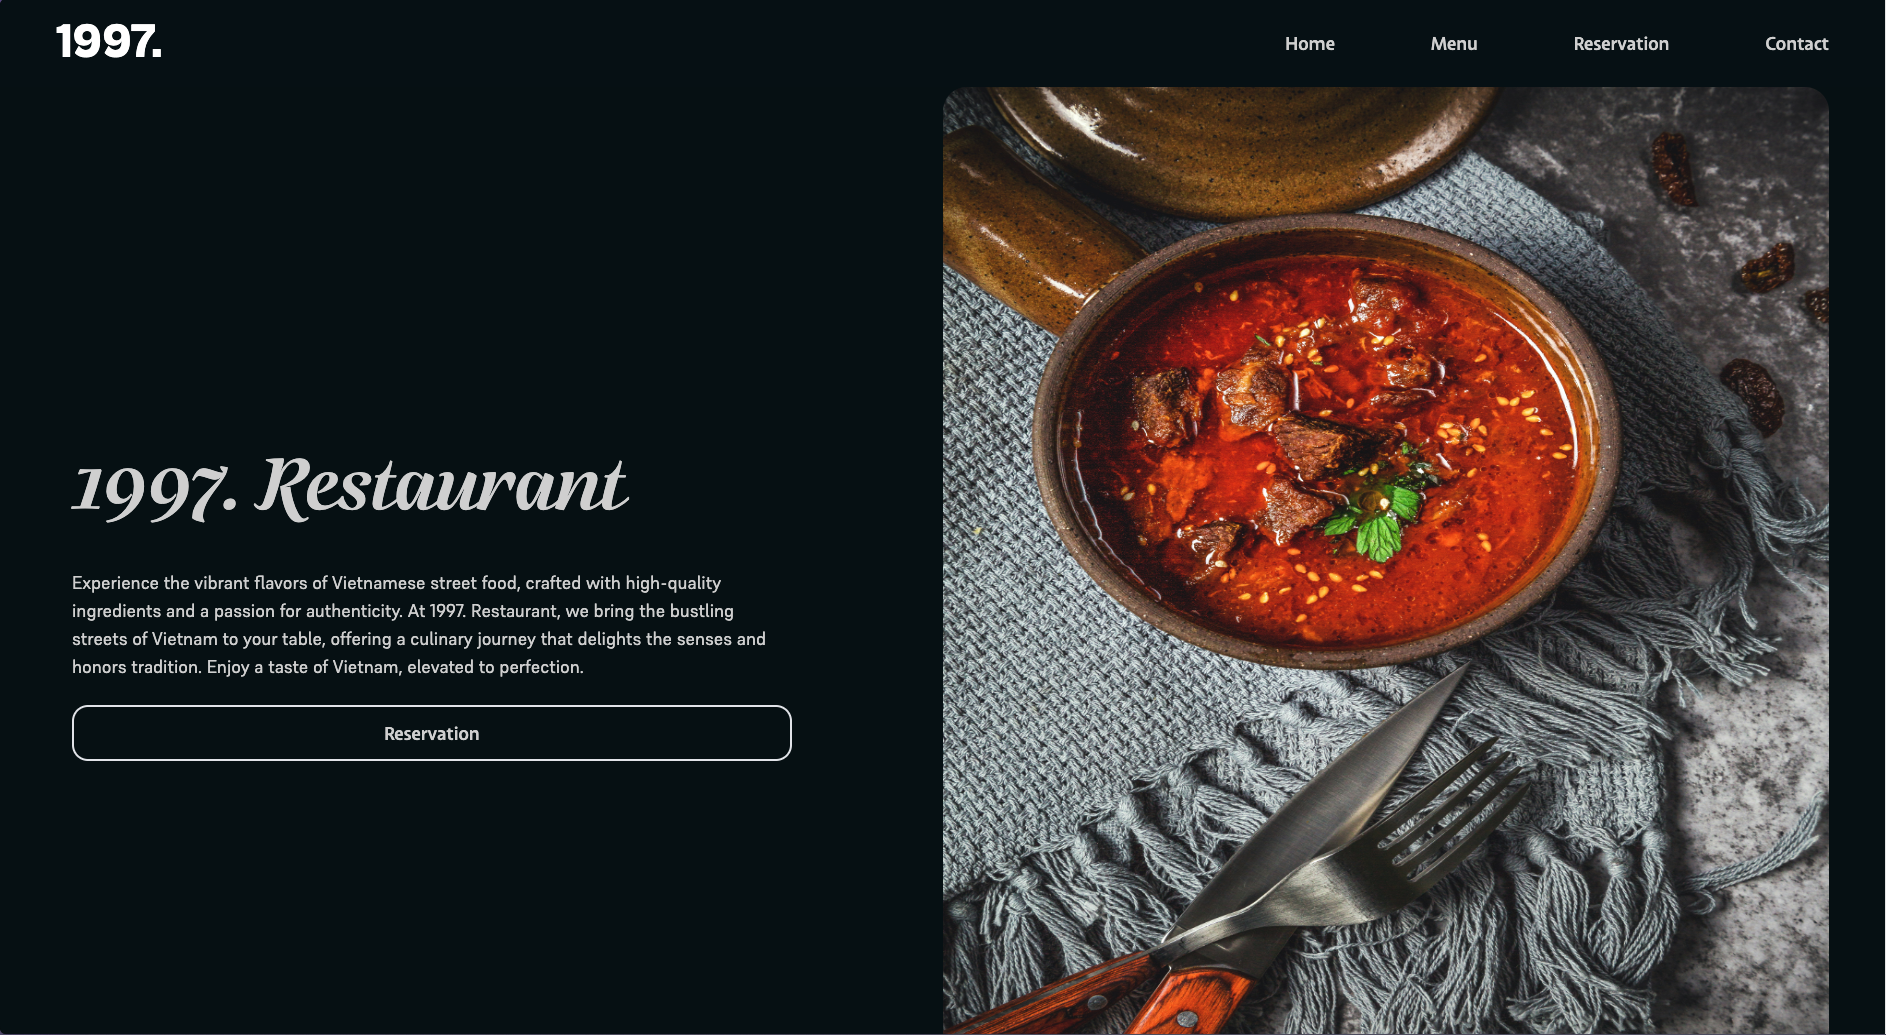 1997.
Home Menu Reservation Contact
1997. Restaurant
Experience the vibrant flavors of Vietnamese street food, crafted with high-quality
ingredients and a passion for authenticity. At 1997. Restaurant, we bring the bustling
streets of Vietnam to your table, offering a culinary journey that delights the senses and
honors tradition. Enjoy a taste of Vietnam, elevated to perfection.
Reservation